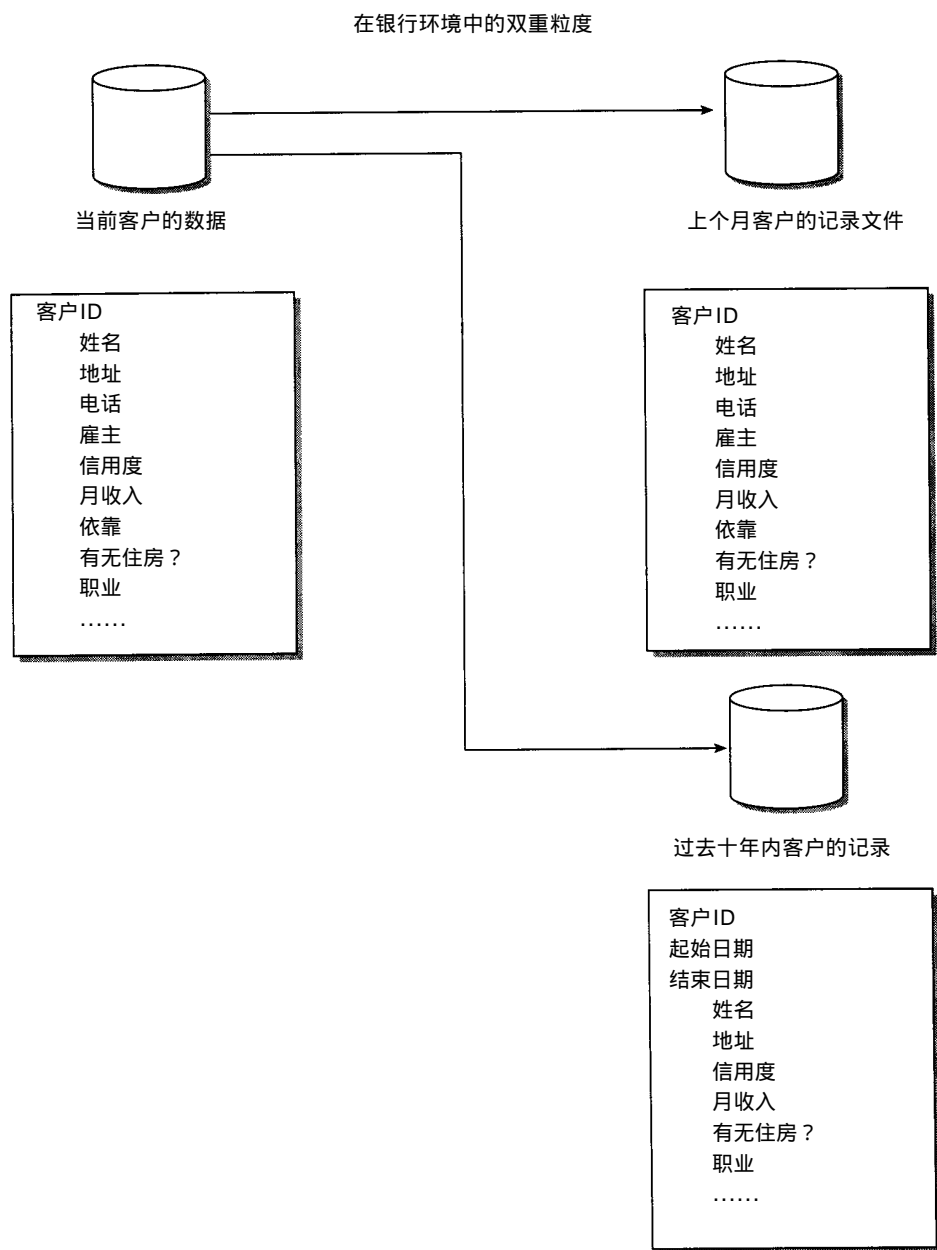 在银行环境中的双重粒度
当前客户的数据
上个月客户的记录文件
客户ID
姓名
地址
电话
雇主
信用度
月收入
依靠
有无住房？
职业
……
客户ID
姓名
地址
电话
雇主
信用度
月收入
依靠
有无住房？
职业
……
过去十年内客户的记录
客户ID
起始日期
结束日期
姓名
地址
信用度
月收入
有无住房？
职业
……